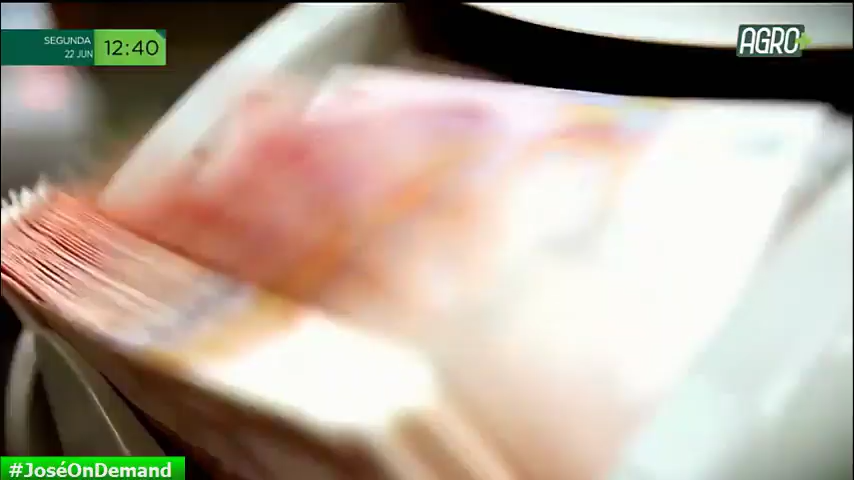 SEGUNDA
22 JUN
12:40
AGRO+
#JoséOnDemand